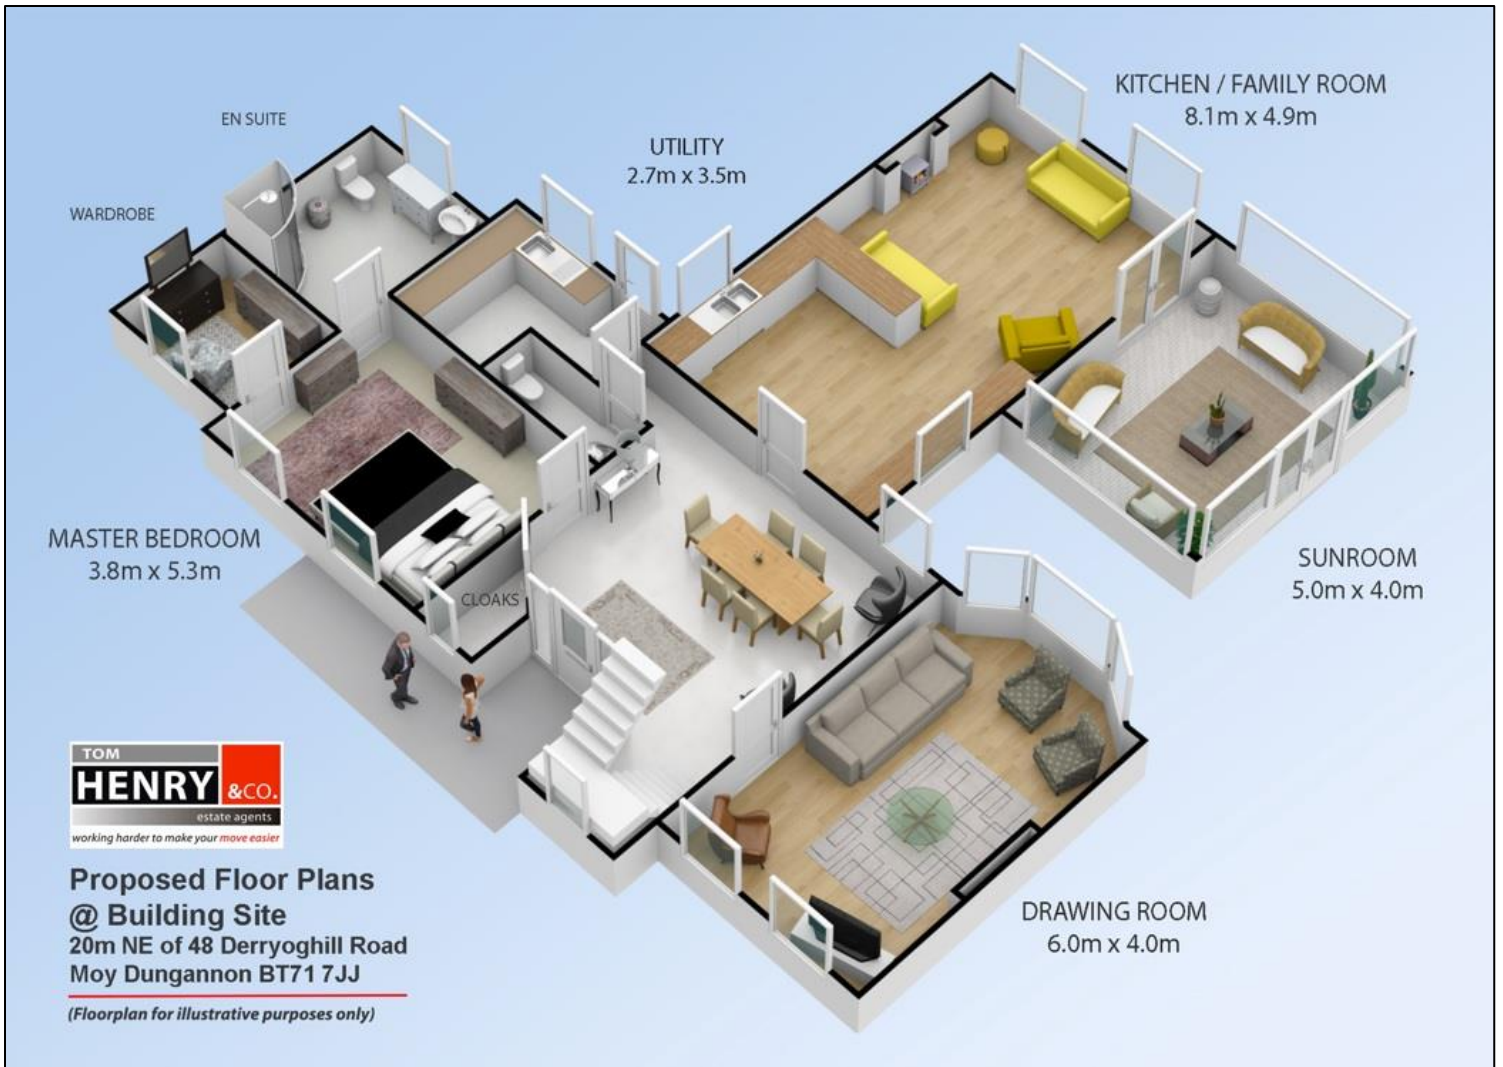 EN SUITE
WARDROBE
UTILITY
2.7m x 3.5m
KITCHEN / FAMILY ROOM
8.1m x 4.9m
MASTER BEDROOM
3.8m x 5.3m
CLOAKS
SUNROOM
5.0m x 4.0m
DRAWING ROOM
6.0m x 4.0m
TOM
HENRY &CO.
estate agents
working harder to make your move easier
Proposed Floor Plans
@ Building Site
20m NE of 48 Derryoghill Road
Moy Dungannon BT71 7JJ
(Floorplan for illustrative purposes only)